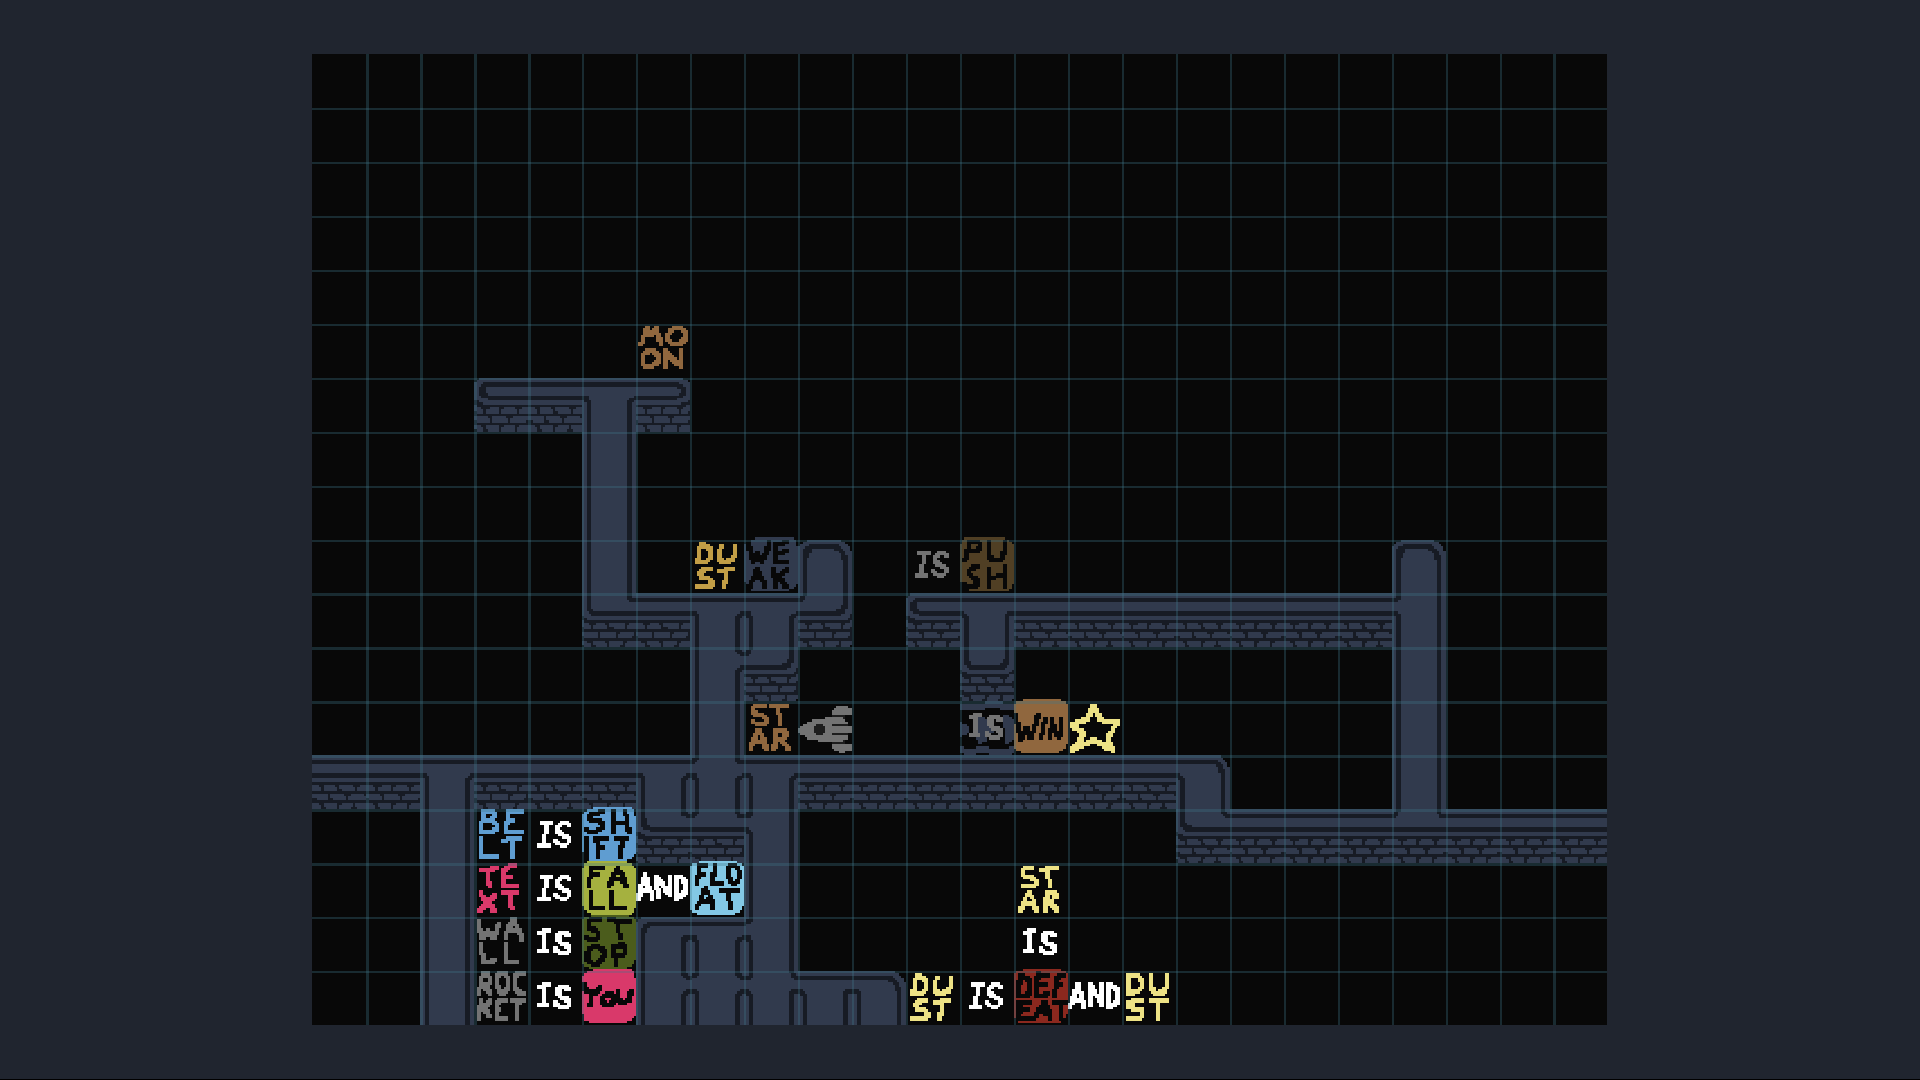 MOON
DUST WEAK IS PUSH
STAR IS WIN
BELT IS SHIFT
TEXT IS FALL AND FLOAT STAR
WALL IS STOP IS
ROCKET IS YOU DUST IS DEFEAT AND DUST